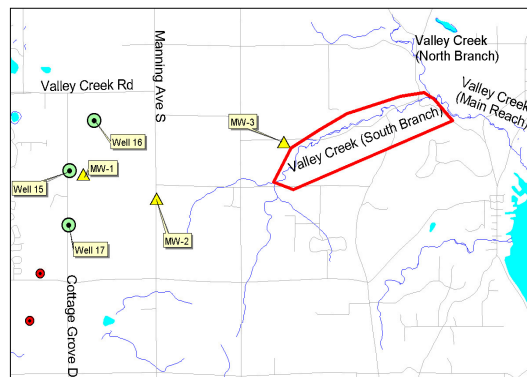 Valley Creek
(North Branch)
Manning Ave S
Valley Creek Rd
Valley Creek
(Main Reach)
MW-3
Well 16
Valley Creek (South Branch)
MW-1
Well 15
MW-2
Well 17
Cottage Grove D